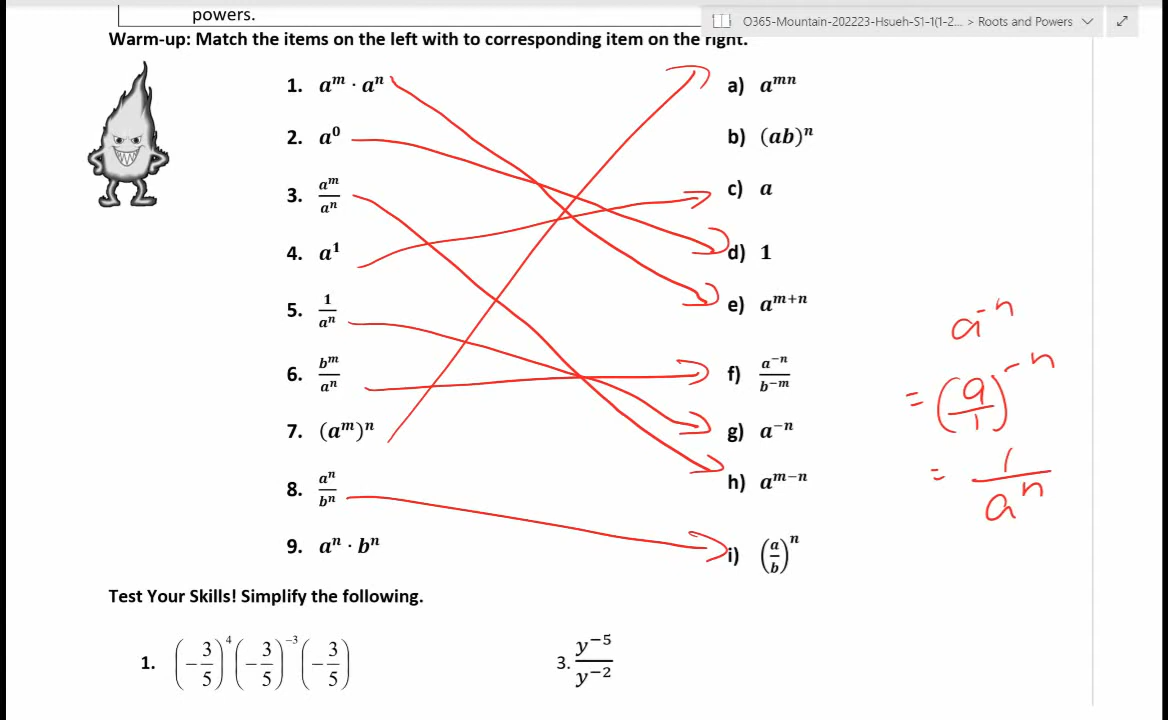 powers.
O365-Mountain-202223-Hsueh-S1-1(1-2... > Roots and Powers
Warm-up: Match the items on the left with to corresponding item on the right.
1. aᵐ · aⁿ
a) aᵐⁿ
2. a⁰
b) (ab)ⁿ
3. aᵐ/aⁿ
c) a
4. a¹
d) 1
5. 1/aⁿ
e) aᵐ⁺ⁿ
6. bᵐ/aⁿ
f) a⁻ⁿ/b⁻ᵐ
7. (aᵐ)ⁿ
g) a⁻ⁿ
8. aⁿ/bⁿ
h) aᵐ⁻ⁿ
9. aⁿ · bⁿ
i) (a/b)ⁿ
a⁻ⁿ
= (a/1)⁻ⁿ
= 1/aⁿ
Test Your Skills! Simplify the following.
1. (-3/5)⁴(-3/5)⁻³(-3/5)
3. y⁻⁵/y⁻²